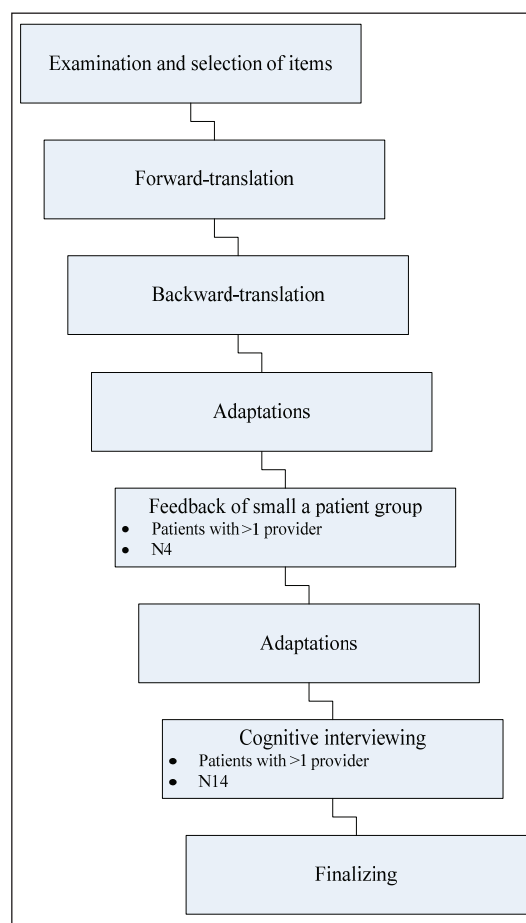 Examination and selection of items
Forward-translation
Backward-translation
Adaptations
Feedback of small a patient group
• Patients with >1 provider
• N4
Adaptations
Cognitive interviewing
• Patients with >1 provider
• N14
Finalizing